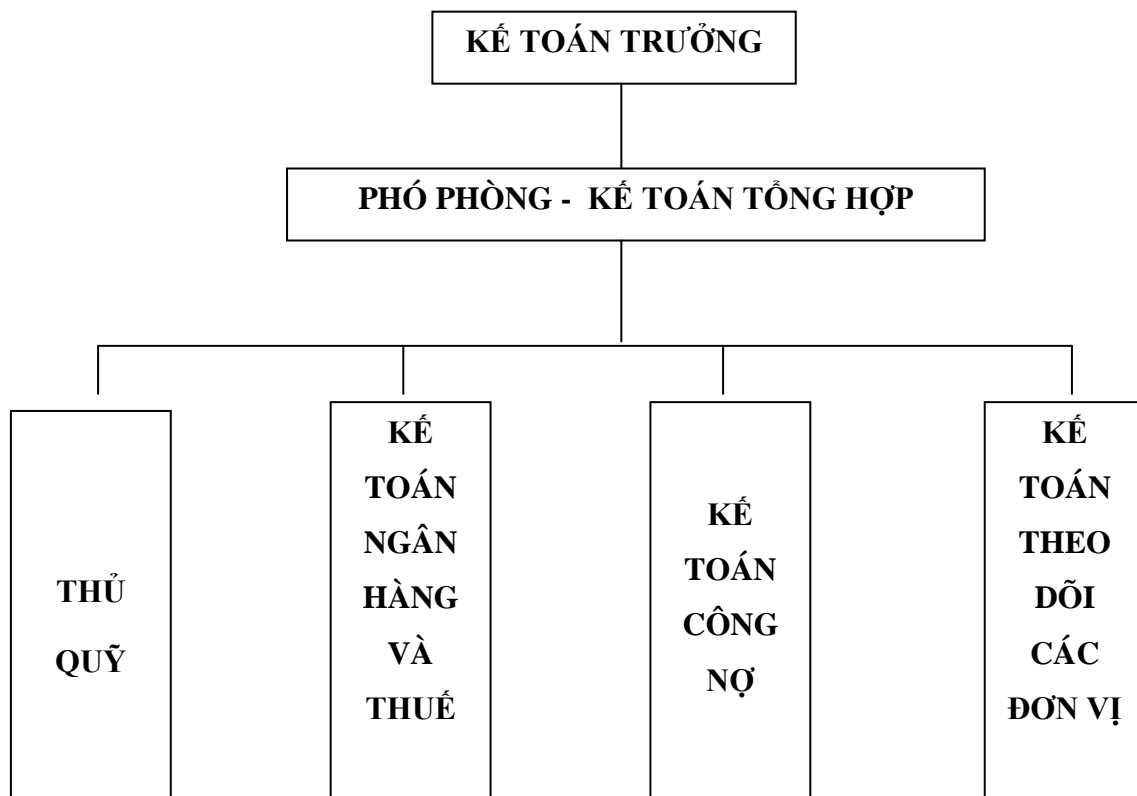 KẾ TOÁN TRƯỞNG
PHÓ PHÒNG - KẾ TOÁN TỔNG HỢP
THỦ
QUỸ
KẾ
TOÁN
NGÂN
HÀNG
VÀ
THUẾ
KẾ
TOÁN
CÔNG
NỢ
KẾ
TOÁN
THEO
DÕI
CÁC
ĐƠN VỊ